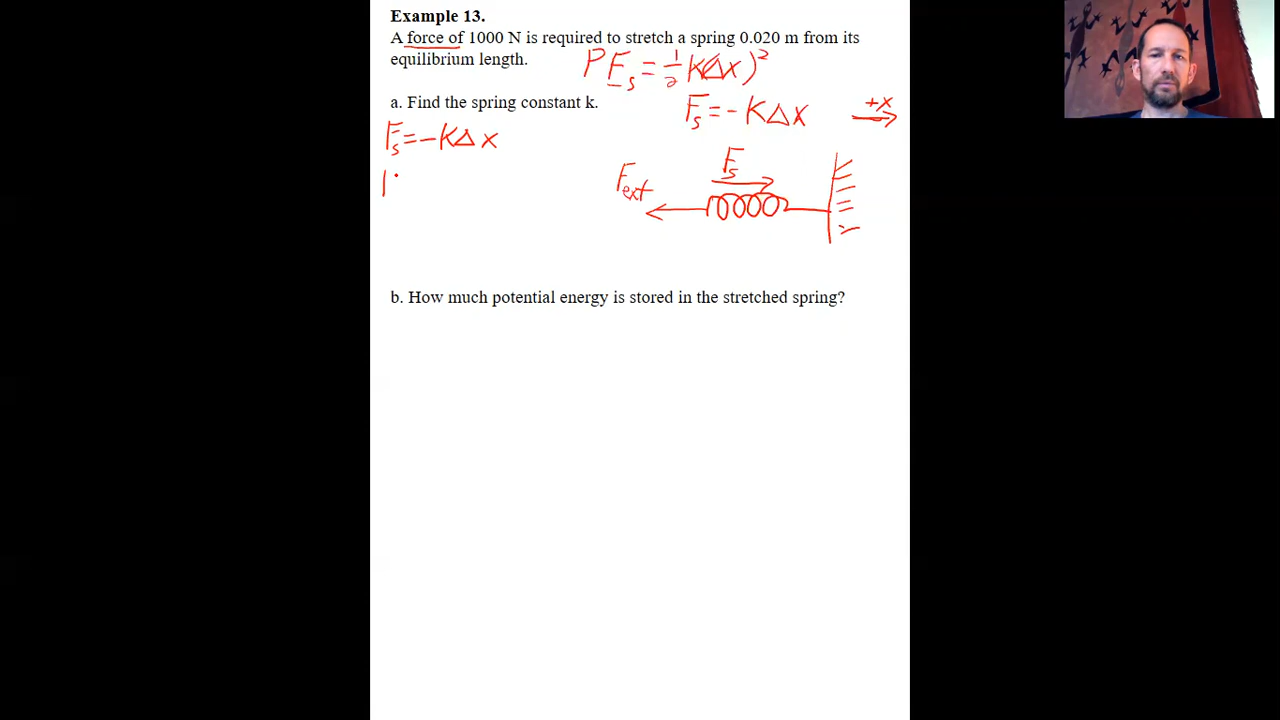 Example 13.
A force of 1000 N is required to stretch a spring 0.020 m from its
equilibrium length.
PEs = 1/2 K(Δx)²
a. Find the spring constant k.
Fs = -KΔx
+x
Fs = -KΔx
Fs
Fext
b. How much potential energy is stored in the stretched spring?